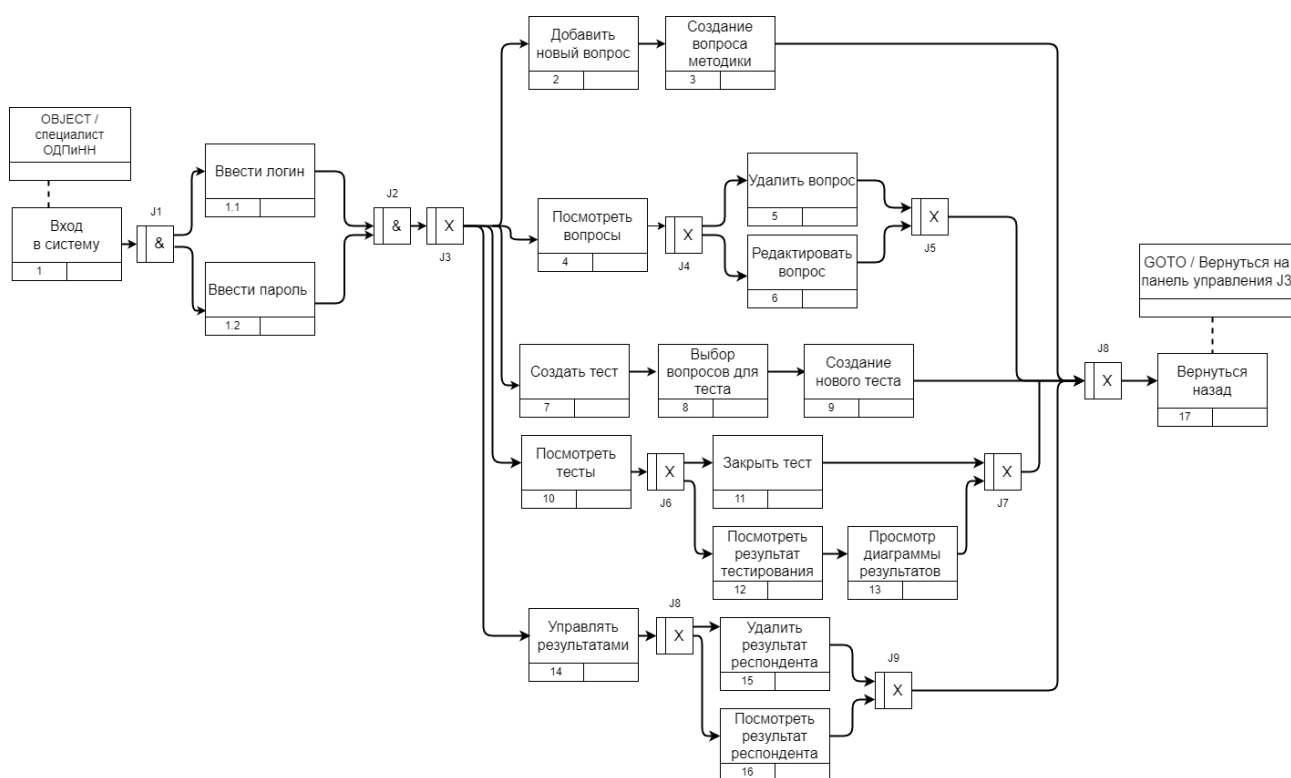 Добавить
новый вопрос
2
Создание
вопроса
методики
3
OBJECT /
специалист
ОДПиНН
Вход
в систему
1
J1
&
Ввести логин
1.1
Ввести пароль
1.2
J2
&
X
J3
Посмотреть
вопросы
4
X
J4
Удалить вопрос
5
Редактировать
вопрос
6
X
J5
Создать тест
7
Выбор
вопросов для
теста
8
Создание
нового теста
9
Посмотреть
тесты
10
X
J6
Закрыть тест
11
Посмотреть
результат
тестирования
12
Просмотр
диаграммы
результатов
13
X
J7
Управлять
результатами
14
J8
X
Удалить
результат
респондента
15
Посмотреть
результат
респондента
16
J9
X
J8
X
GOTO / Вернуться на
панель управления J3
Вернуться
назад
17